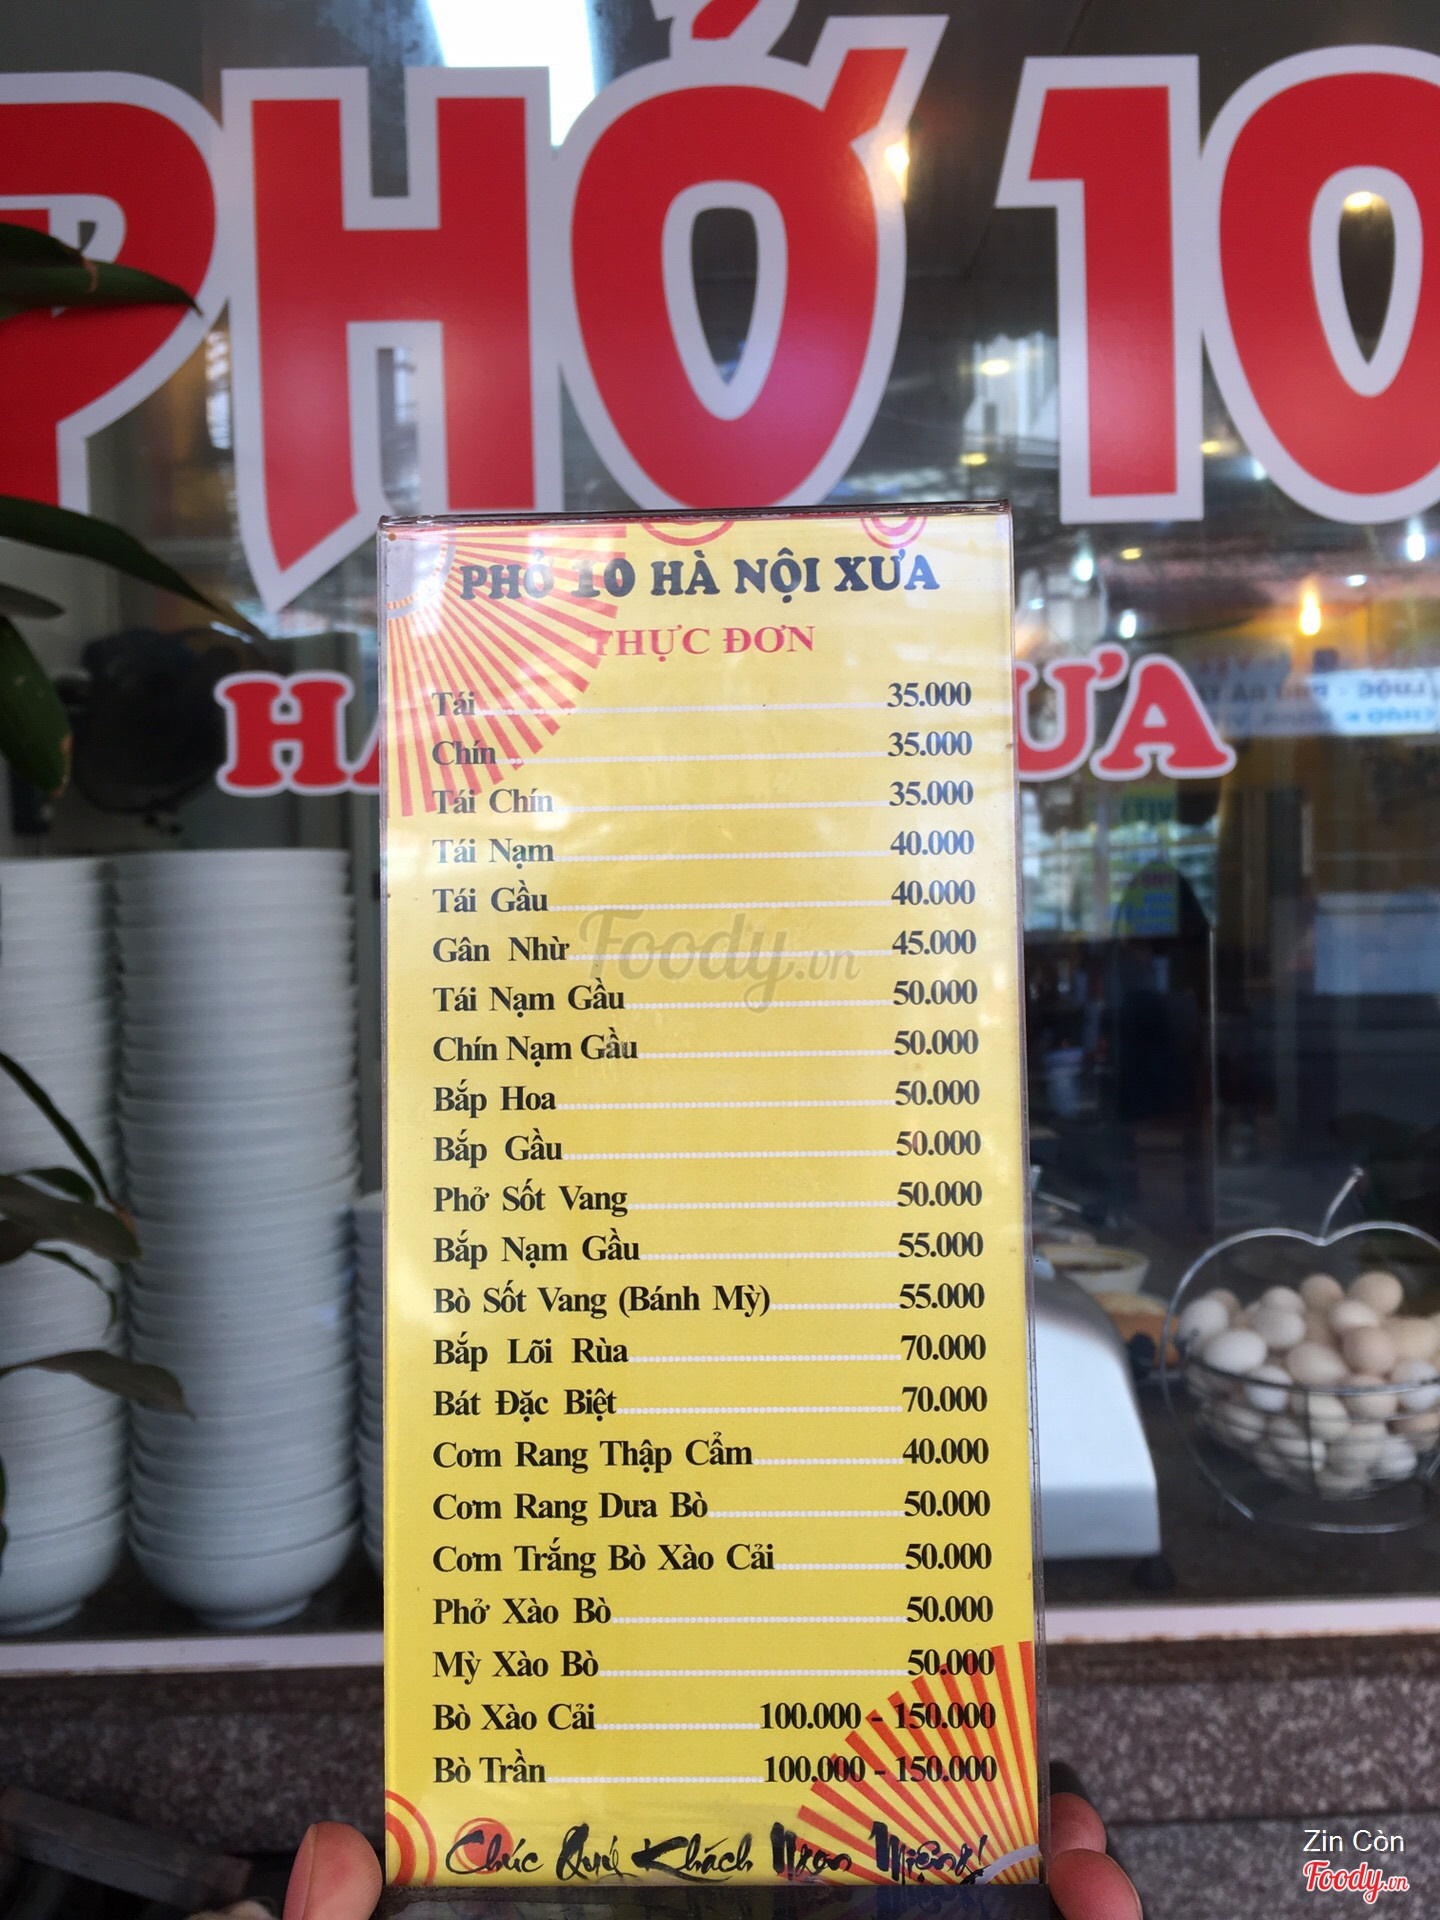 PHỞ 10
HÀ ƯA
PHỞ 10 HÀ NỘI XƯA
THỰC ĐƠN
Tái 35.000
Chín 35.000
Tái Chín 35.000
Tái Nạm 40.000
Tái Gầu 40.000
Gân Nhừ 45.000
Tái Nạm Gầu 50.000
Chín Nạm Gầu 50.000
Bắp Hoa 50.000
Bắp Gầu 50.000
Phở Sốt Vang 50.000
Bắp Nạm Gầu 55.000
Bò Sốt Vang (Bánh Mỳ) 55.000
Bắp Lõi Rùa 70.000
Bát Đặc Biệt 70.000
Cơm Rang Thập Cẩm 40.000
Cơm Rang Dưa Bò 50.000
Cơm Trắng Bò Xào Cải 50.000
Phở Xào Bò 50.000
Mỳ Xào Bò 50.000
Bò Xào Cải 100.000 - 150.000
Bò Trần 100.000 - 150.000
Chúc Quý Khách Ngon Miệng!
Foody.vn
Zin Còn
Foody.vn